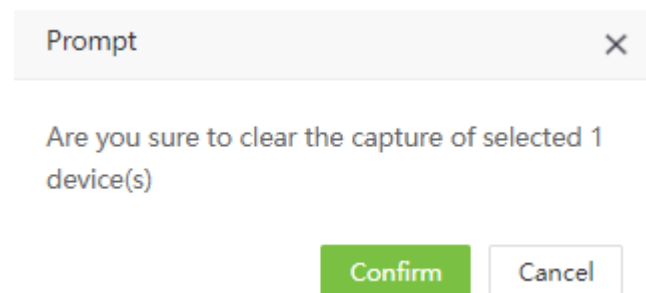 Prompt
Are you sure to clear the capture of selected 1
device(s)
Confirm Cancel